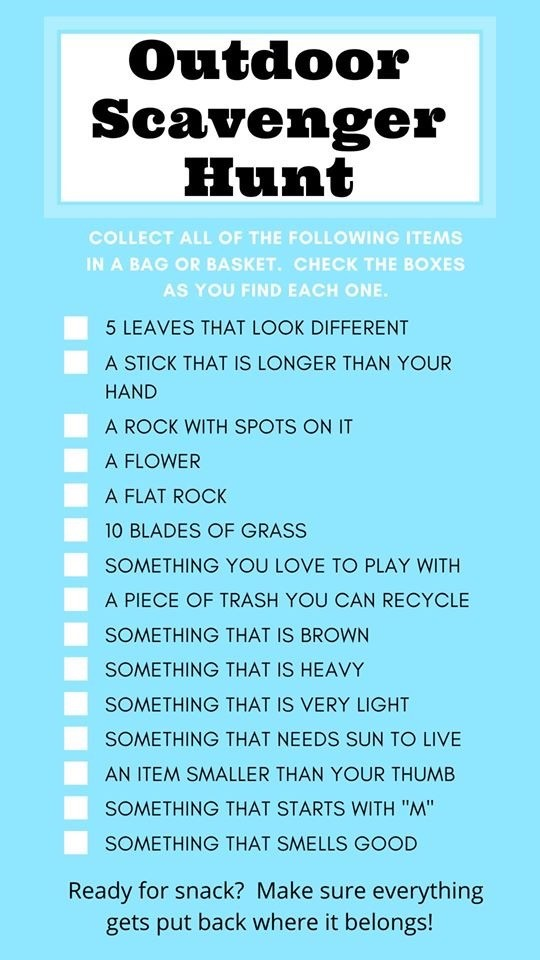 Outdoor
Scavenger
Hunt
COLLECT ALL OF THE FOLLOWING ITEMS
IN A BAG OR BASKET.  CHECK THE BOXES
AS YOU FIND EACH ONE.
5 LEAVES THAT LOOK DIFFERENT
A STICK THAT IS LONGER THAN YOUR
HAND
A ROCK WITH SPOTS ON IT
A FLOWER
A FLAT ROCK
10 BLADES OF GRASS
SOMETHING YOU LOVE TO PLAY WITH
A PIECE OF TRASH YOU CAN RECYCLE
SOMETHING THAT IS BROWN
SOMETHING THAT IS HEAVY
SOMETHING THAT IS VERY LIGHT
SOMETHING THAT NEEDS SUN TO LIVE
AN ITEM SMALLER THAN YOUR THUMB
SOMETHING THAT STARTS WITH "M"
SOMETHING THAT SMELLS GOOD
Ready for snack?  Make sure everything
gets put back where it belongs!